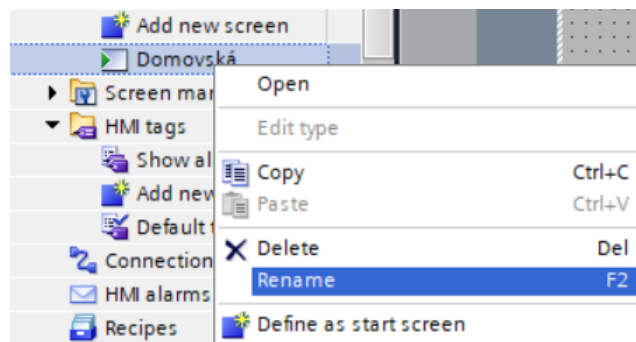 Add new screen
Domovská
Screen mar
HMI tags
Show al
Add new
Default t
Connection
HMI alarms
Recipes
Open
Edit type
Copy Ctrl+C
Paste Ctrl+V
Delete Del
Rename F2
Define as start screen